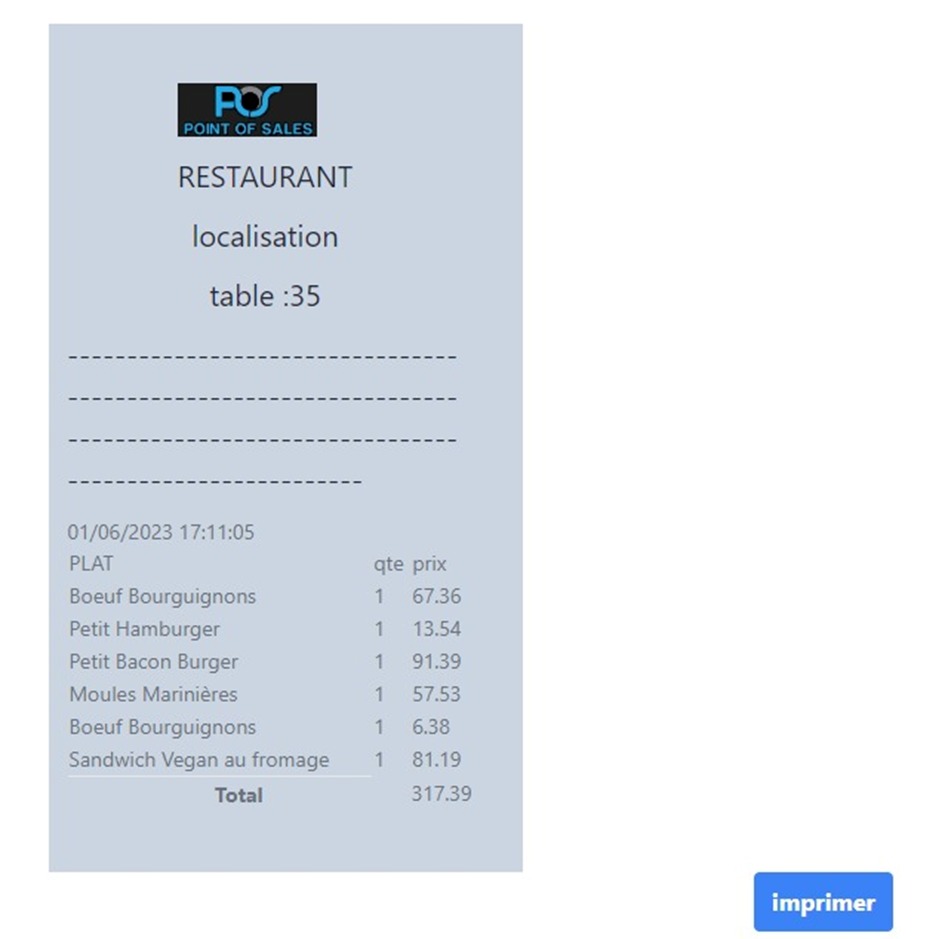 POS
POINT OF SALES
RESTAURANT
localisation
table :35
---------------------------------
---------------------------------
---------------------------------
-------------------------
01/06/2023 17:11:05
PLAT qte prix
Boeuf Bourguignons 1 67.36
Petit Hamburger 1 13.54
Petit Bacon Burger 1 91.39
Moules Marinières 1 57.53
Boeuf Bourguignons 1 6.38
Sandwich Vegan au fromage 1 81.19
Total 317.39
imprimer